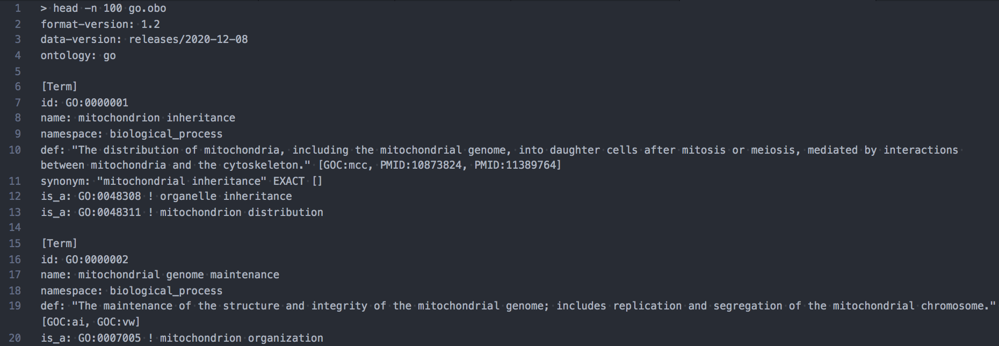 1 > head -n 100 go.obo
2 format-version: 1.2
3 data-version: releases/2020-12-08
4 ontology: go
5
6 [Term]
7 id: GO:0000001
8 name: mitochondrion inheritance
9 namespace: biological_process
10 def: "The distribution of mitochondria, including the mitochondrial genome, into daughter cells after mitosis or meiosis, mediated by interactions
between mitochondria and the cytoskeleton." [GOC:mcc, PMID:10873824, PMID:11389764]
11 synonym: "mitochondrial inheritance" EXACT []
12 is_a: GO:0048308 ! organelle inheritance
13 is_a: GO:0048311 ! mitochondrion distribution
14
15 [Term]
16 id: GO:0000002
17 name: mitochondrial genome maintenance
18 namespace: biological_process
19 def: "The maintenance of the structure and integrity of the mitochondrial genome; includes replication and segregation of the mitochondrial chromosome."
[GOC:ai, GOC:vw]
20 is_a: GO:0007005 ! mitochondrion organization